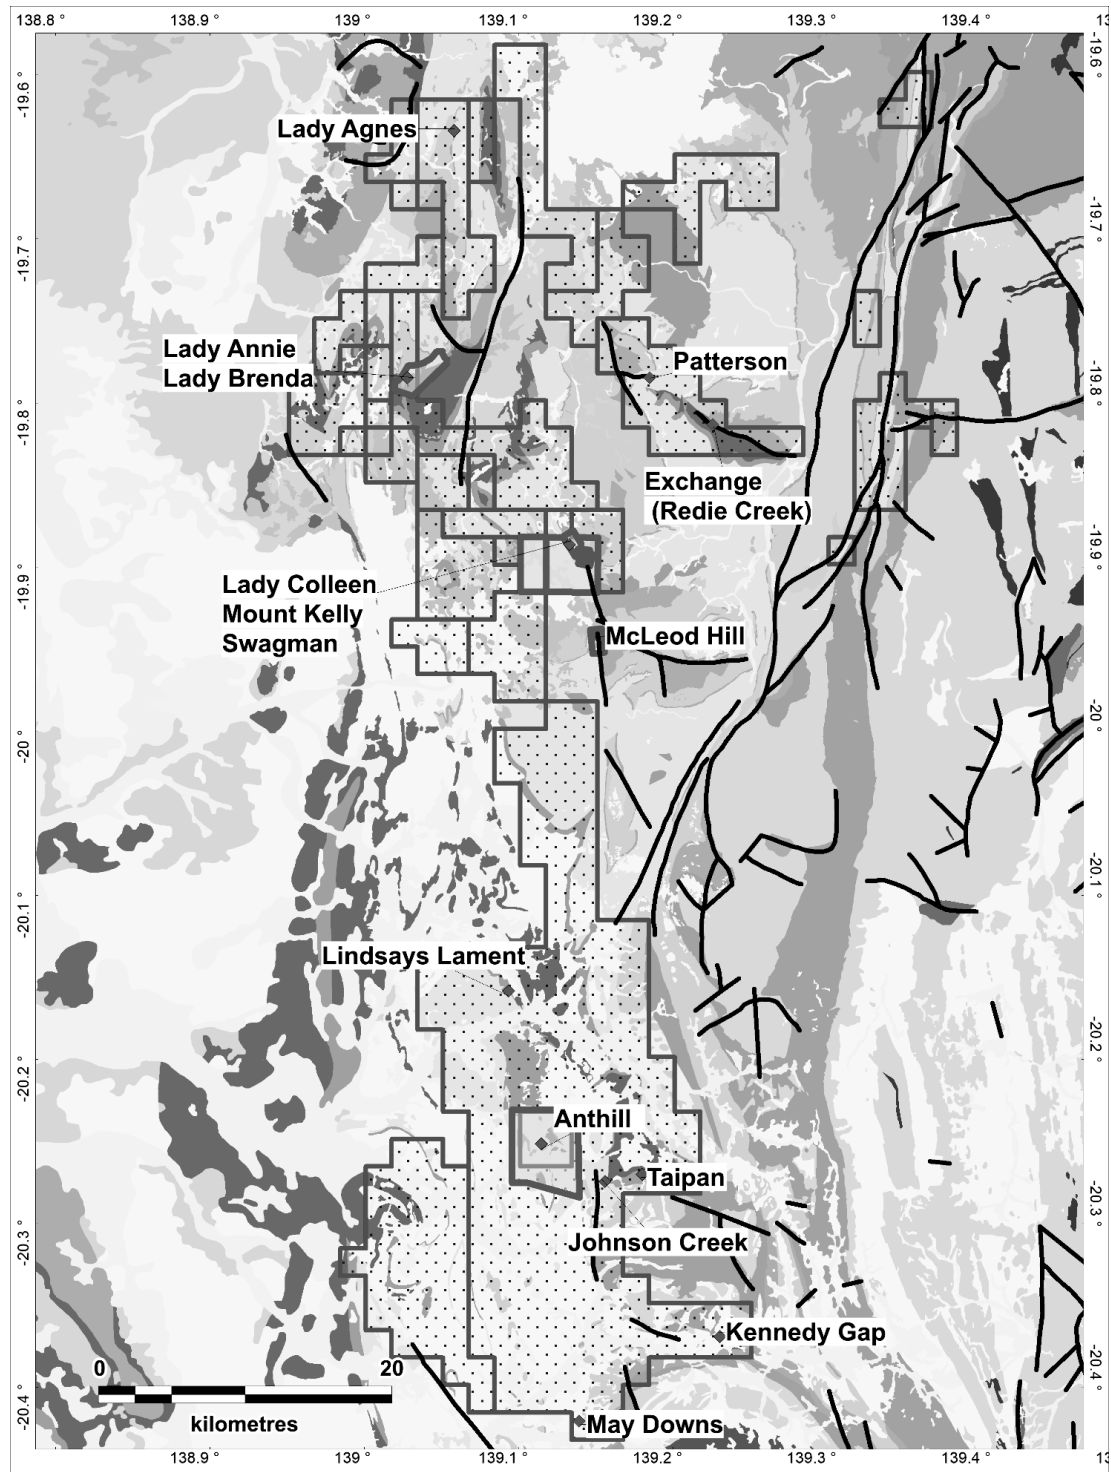 138.8 °
138.9 °
139 °
139.1 °
139.2 °
139.3 °
139.4 °
-19.6 °
-19.6 °
Lady Agnes
-19.7 °
-19.7 °
Lady Annie
Lady Brenda
Patterson
-19.8 °
-19.8 °
Exchange
(Redie Creek)
-19.9 °
-19.9 °
Lady Colleen
Mount Kelly
Swagman
McLeod Hill
-20 °
-20 °
-20.1 °
-20.1 °
Lindsays Lament
-20.2 °
-20.2 °
Anthill
Taipan
-20.3 °
-20.3 °
Johnson Creek
Kennedy Gap
0
20
kilometres
-20.4 °
-20.4 °
May Downs
138.9 °
139 °
139.1 °
139.2 °
139.3 °
139.4 °